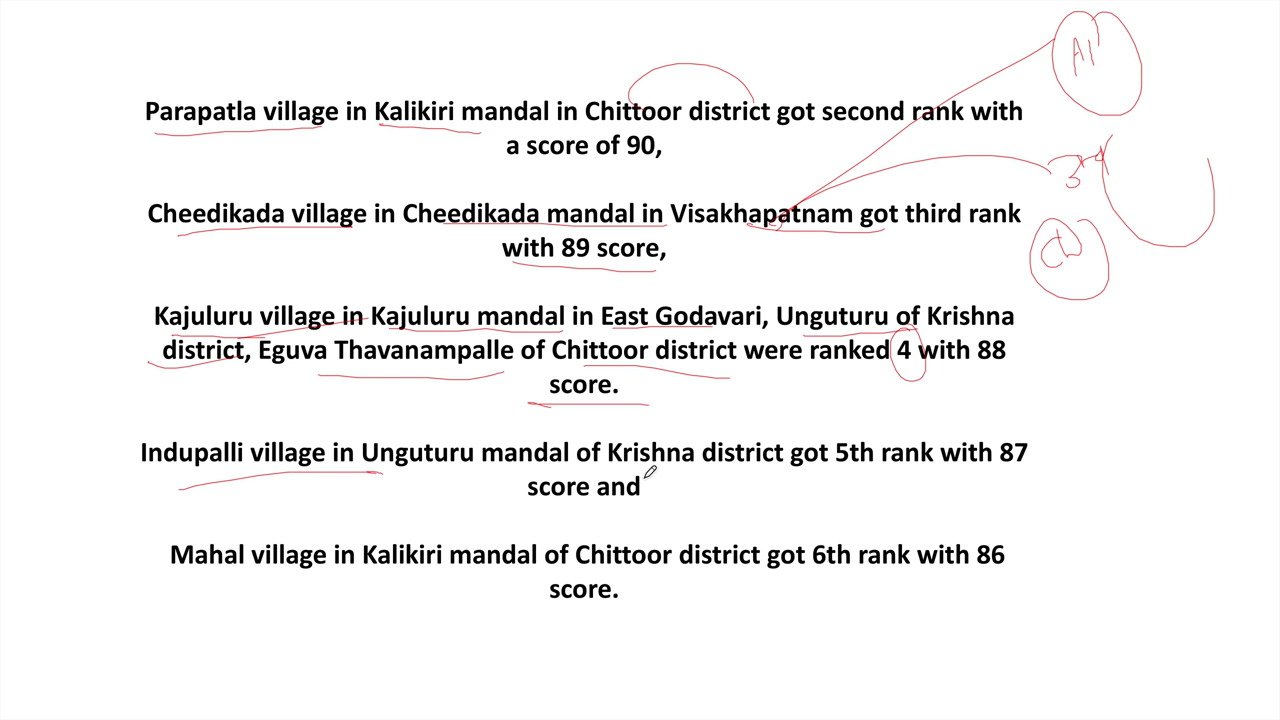 Parapatla village in Kalikiri mandal in Chittoor district got second rank with
a score of 90,
Cheedikada village in Cheedikada mandal in Visakhapatnam got third rank
with 89 score,
Kajuluru village in Kajuluru mandal in East Godavari, Unguturu of Krishna
district, Eguva Thavanampalle of Chittoor district were ranked 4 with 88
score.
Indupalli village in Unguturu mandal of Krishna district got 5th rank with 87
score and
Mahal village in Kalikiri mandal of Chittoor district got 6th rank with 86
score.
3rd